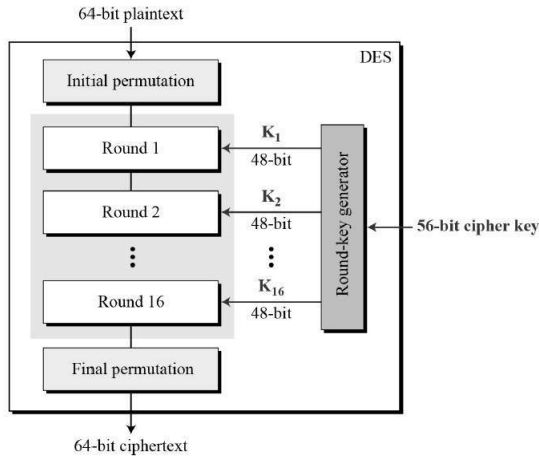 64-bit plaintext
DES
Initial permutation
Round 1
K1
48-bit
Round 2
K2
48-bit
Round 16
K16
48-bit
Round-key generator
56-bit cipher key
Final permutation
64-bit ciphertext